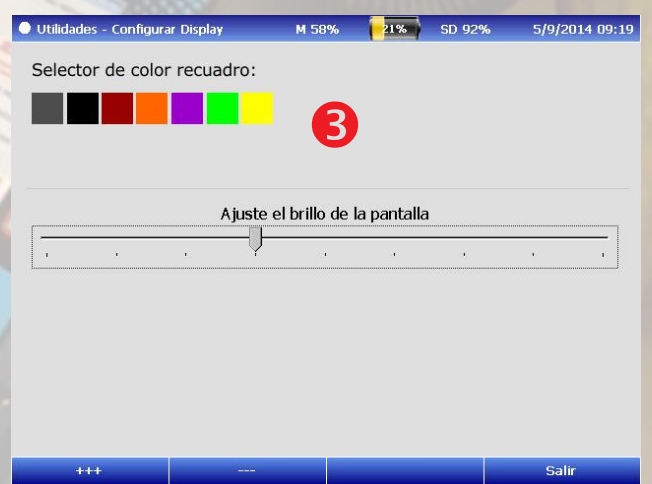 Utilidades - Configurar Display M 58% 21% SD 92% 5/9/2014 09:19
Selector de color recuadro:
3
Ajuste el brillo de la pantalla
+++ --- Salir